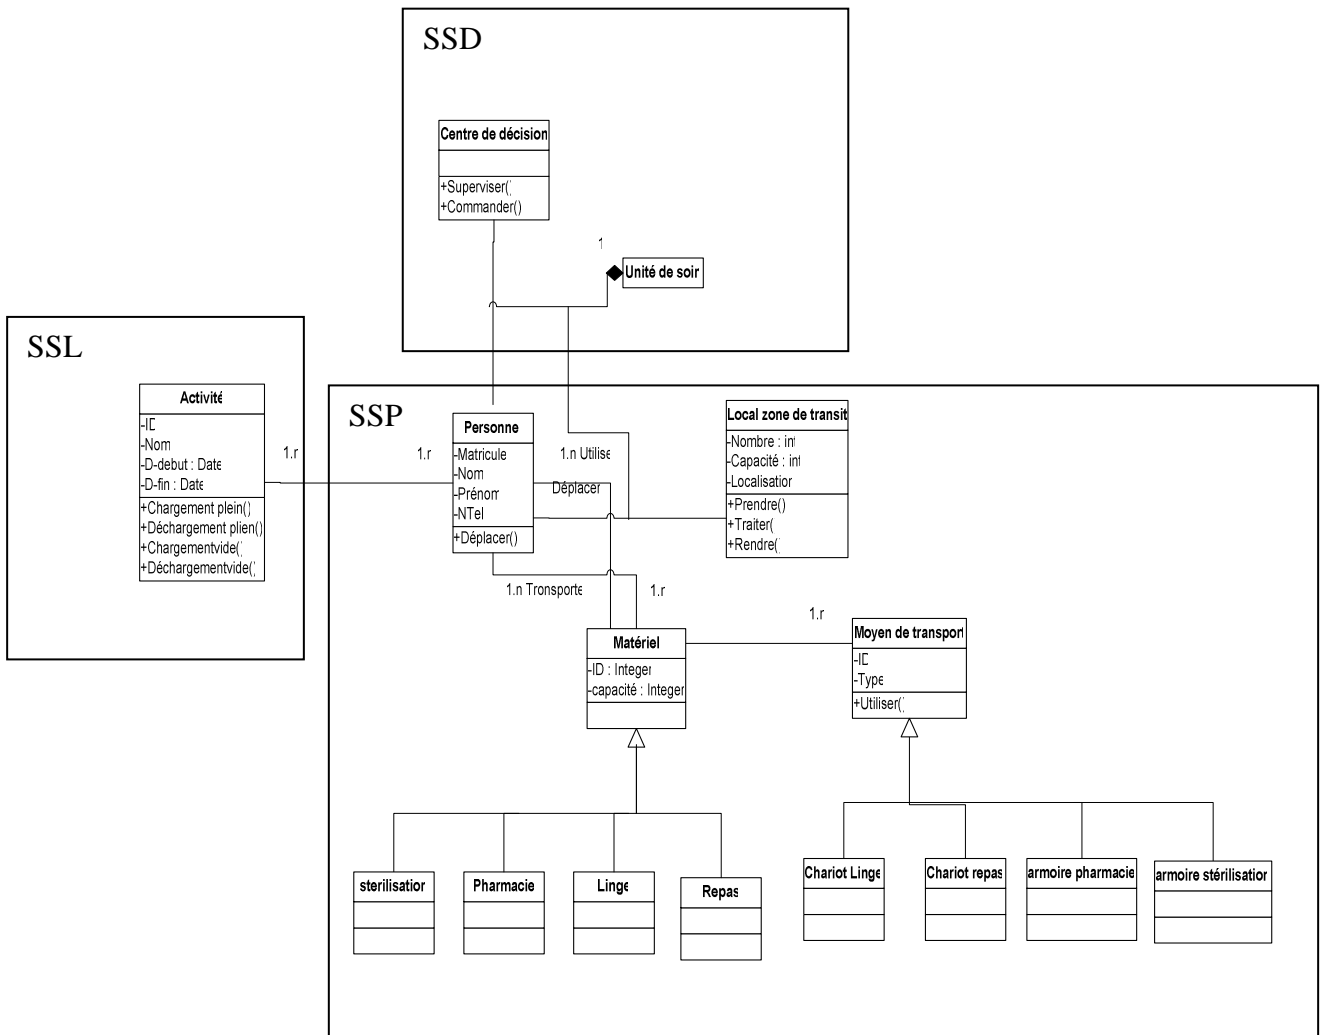 SSD
Centre de décision
+Superviser(
+Commander()
1
Unité de soir
SSL
Activité
-ID
-Nom
-D-debut : Date
-D-fin : Date
+Chargement plein()
+Déchargement plien()
+Chargementvide(
+Déchargementvide(
1.r
1.r
SSP
Personne
-Matricule
-Nom
-Prénom
-NTel
+Déplacer()
1.n Utilise
Déplacer
Local zone de transit
-Nombre : int
-Capacité : int
-Localisation
+Prendre()
+Traiter(
+Rendre(
1.n Tronsporte
1.r
1.r
Matériel
-ID : Integer
-capacité : Integer
Moyen de transport
-ID
-Type
+Utiliser(
sterilisation
Pharmacie
Linge
Repas
Chariot Linge
Chariot repas
armoire pharmacie
armoire stérilisation